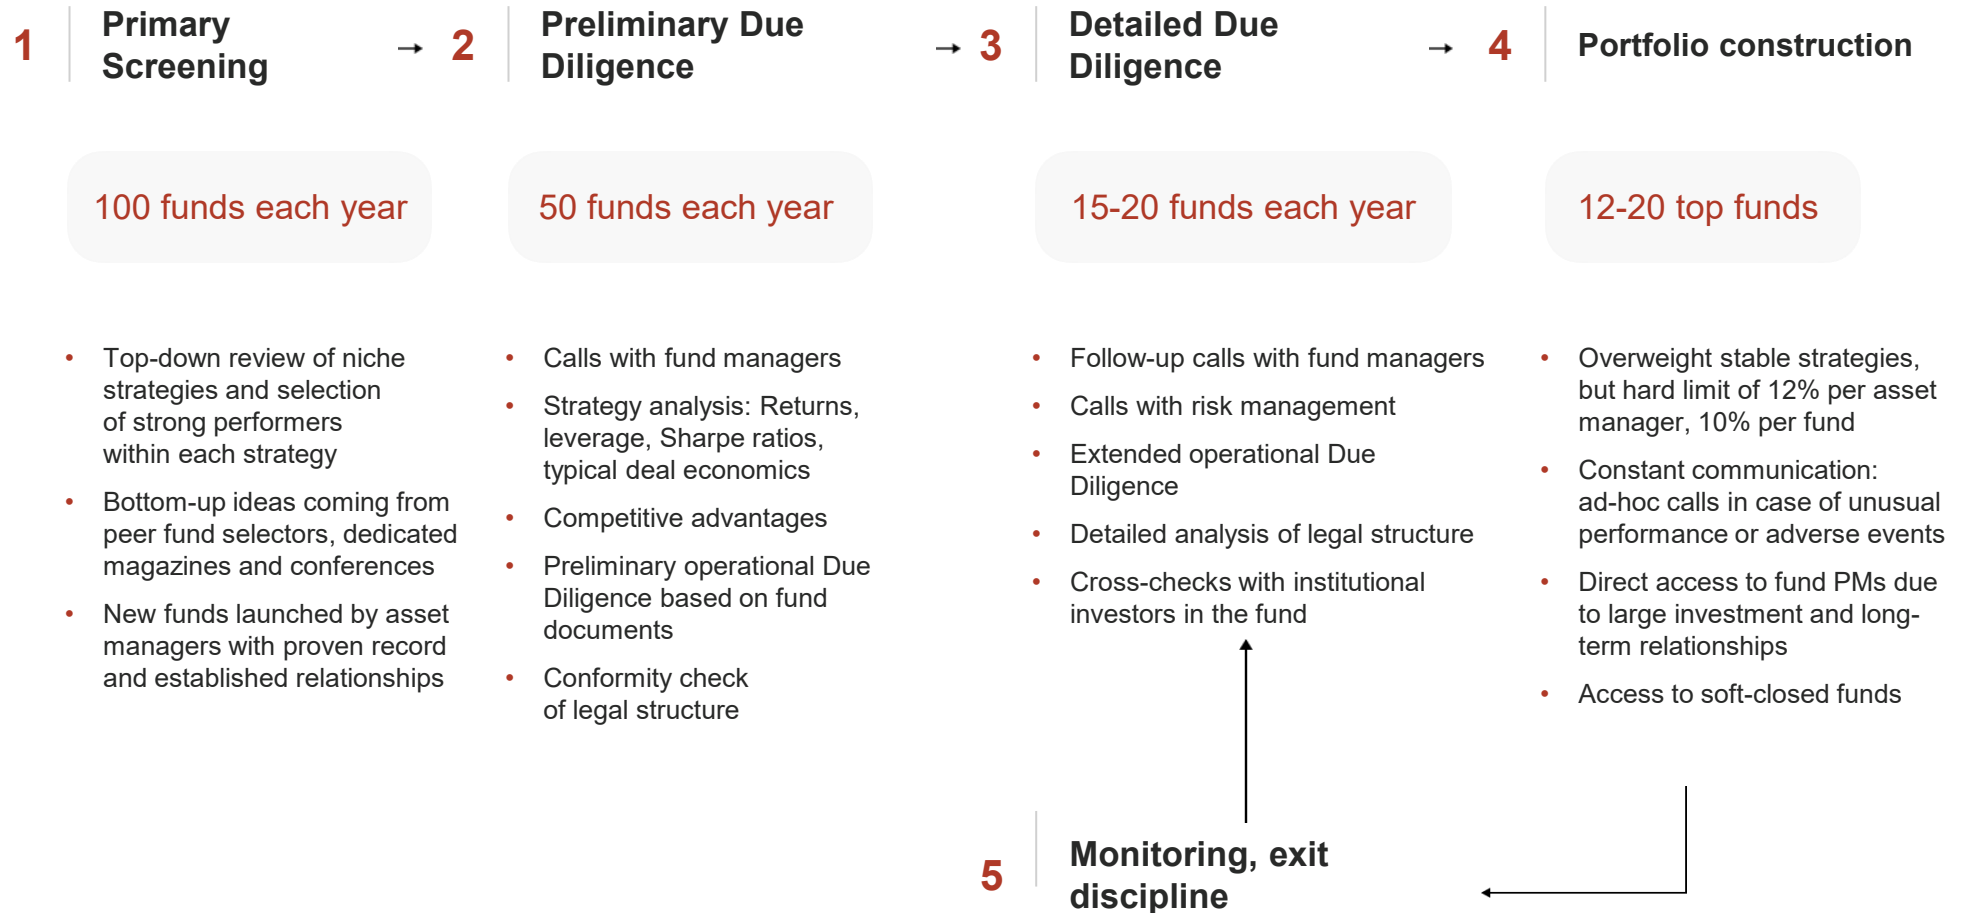 1
Primary
Screening
2
Preliminary Due
Diligence
3
Detailed Due
Diligence
4
Portfolio construction
100 funds each year
50 funds each year
15-20 funds each year
12-20 top funds
• Top-down review of niche
strategies and selection
of strong performers
within each strategy
• Bottom-up ideas coming from
peer fund selectors, dedicated
magazines and conferences
• New funds launched by asset
managers with proven record
and established relationships
• Calls with fund managers
• Strategy analysis: Returns,
leverage, Sharpe ratios,
typical deal economics
• Competitive advantages
• Preliminary operational Due
Diligence based on fund
documents
• Conformity check
of legal structure
• Follow-up calls with fund managers
• Calls with risk management
• Extended operational Due
Diligence
• Detailed analysis of legal structure
• Cross-checks with institutional
investors in the fund
• Overweight stable strategies,
but hard limit of 12% per asset
manager, 10% per fund
• Constant communication:
ad-hoc calls in case of unusual
performance or adverse events
• Direct access to fund PMs due
to large investment and long-
term relationships
• Access to soft-closed funds
5
Monitoring, exit
discipline